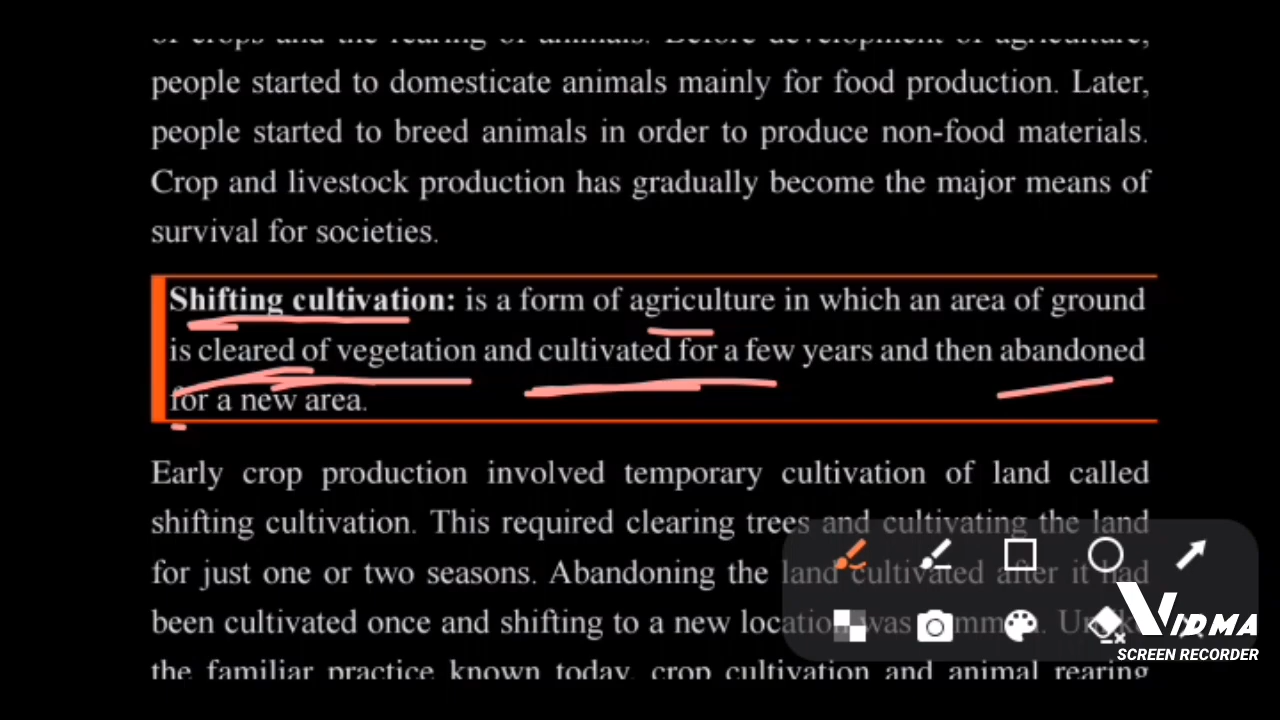 of crops and the rearing of animals. Before development of agriculture,
people started to domesticate animals mainly for food production. Later,
people started to breed animals in order to produce non-food materials.
Crop and livestock production has gradually become the major means of
survival for societies.
Shifting cultivation: is a form of agriculture in which an area of ground
is cleared of vegetation and cultivated for a few years and then abandoned
for a new area.
Early crop production involved temporary cultivation of land called
shifting cultivation. This required clearing trees and cultivating the land
for just one or two seasons. Abandoning the land cultivated after it had
been cultivated once and shifting to a new location was common. Unlike
the familiar practice known today, crop cultivation and animal rearing
VIDMA
SCREEN RECORDER